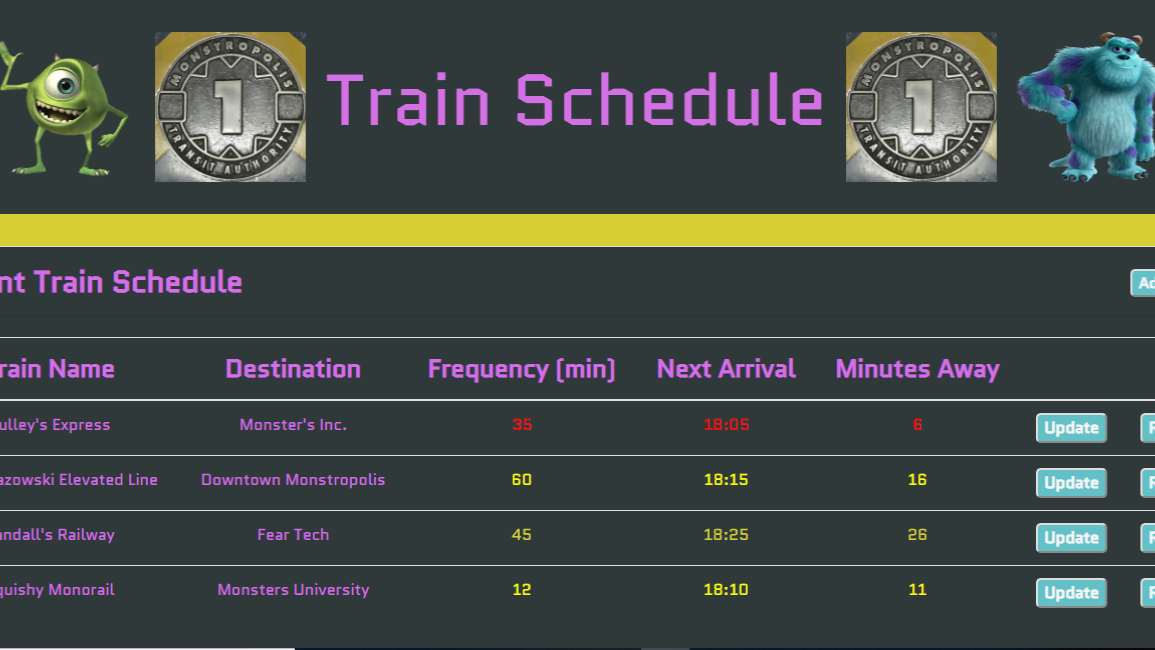 MONSTROPOLIS
1
TRANSIT AUTHORITY
Train Schedule
MONSTROPOLIS
1
TRANSIT AUTHORITY
nt Train Schedule
rain Name Destination Frequency (min) Next Arrival Minutes Away
ulley's Express Monster's Inc. 35 18:05 6 Update
azowski Elevated Line Downtown Monstropolis 60 18:15 16 Update
ndall's Railway Fear Tech 45 18:25 26 Update
quishy Monorail Monsters University 12 18:10 11 Update